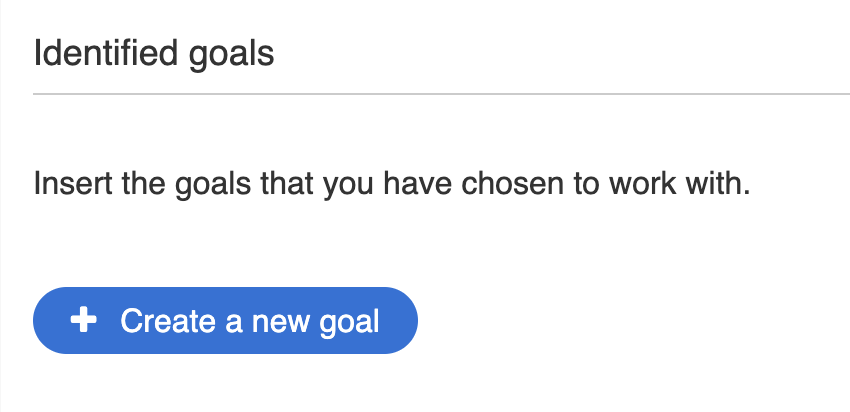 Identified goals
Insert the goals that you have chosen to work with.
Create a new goal